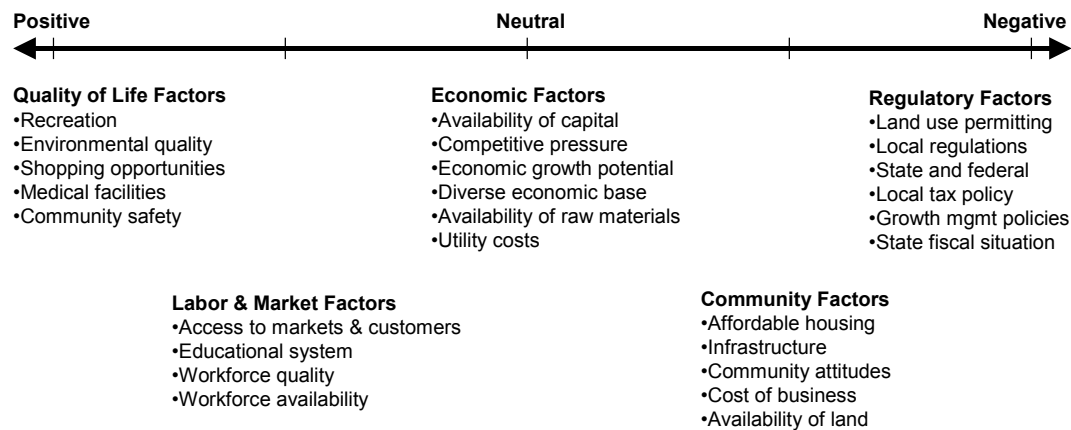 Positive Neutral Negative
Quality of Life Factors
•Recreation
•Environmental quality
•Shopping opportunities
•Medical facilities
•Community safety
Economic Factors
•Availability of capital
•Competitive pressure
•Economic growth potential
•Diverse economic base
•Availability of raw materials
•Utility costs
Regulatory Factors
•Land use permitting
•Local regulations
•State and federal
•Local tax policy
•Growth mgmt policies
•State fiscal situation
Labor & Market Factors
•Access to markets & customers
•Educational system
•Workforce quality
•Workforce availability
Community Factors
•Affordable housing
•Infrastructure
•Community attitudes
•Cost of business
•Availability of land